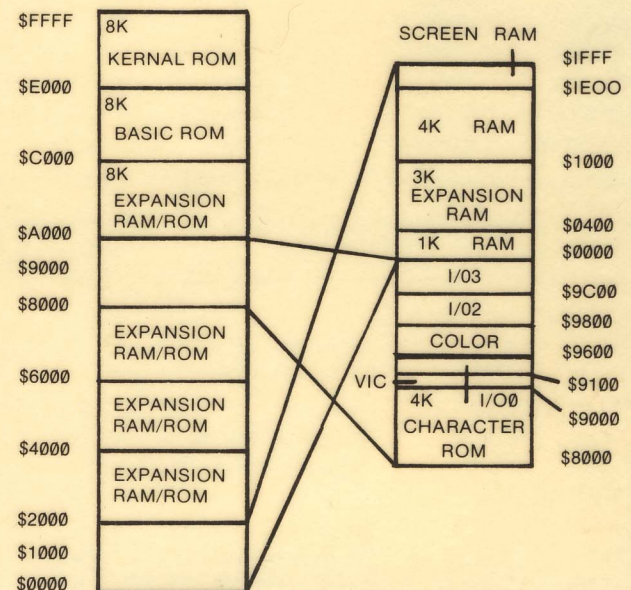 $FFFF
8K
KERNAL ROM
$E000
8K
BASIC ROM
$C000
8K
EXPANSION
RAM/ROM
$A000
$9000
$8000
EXPANSION
RAM/ROM
$6000
EXPANSION
RAM/ROM
$4000
EXPANSION
RAM/ROM
$2000
$1000
$0000
SCREEN RAM
$IFFF
$IEOO
4K RAM
$1000
3K
EXPANSION
RAM
$0400
1K RAM
$0000
I/03
$9C00
I/02
$9800
COLOR
$9600
VIC
$9100
4K I/O0
$9000
CHARACTER
ROM
$8000